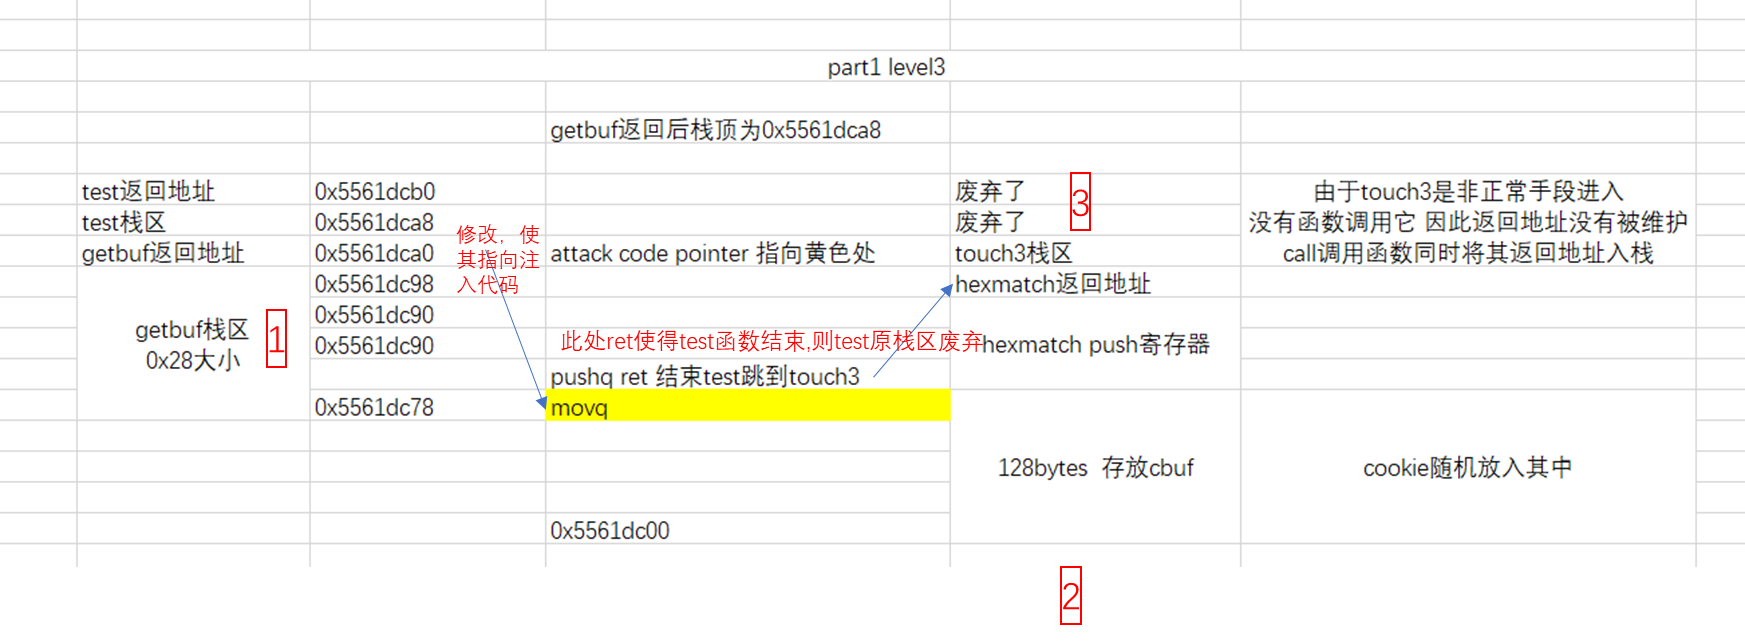 part1 level3
getbuf返回后栈顶为0x5561dca8
test返回地址 0x5561dcb0 废弃了 3 由于touch3是非正常手段进入
test栈区 0x5561dca8 废弃了 没有函数调用它 因此返回地址没有被维护
getbuf返回地址 0x5561dca0 attack code pointer 指向黄色处 touch3栈区 call调用函数同时将其返回地址入栈
修改，使
其指向注
入代码
0x5561dc98 hexmatch返回地址
0x5561dc90
getbuf栈区
0x28大小
1
0x5561dc90 hexmatch push寄存器
此处ret使得test函数结束,则test原栈区废弃
pushq ret 结束test跳到touch3
0x5561dc78 movq
128bytes 存放cbuf cookie随机放入其中
0x5561dc00
2